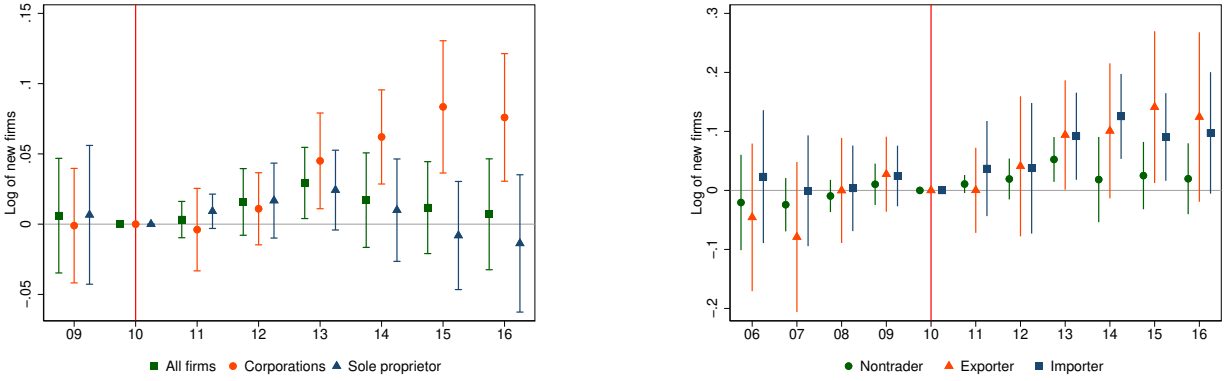 Log of new firms
.15
.1
.05
0
-.05
09 10 11 12 13 14 15 16
All firms Corporations Sole proprietor
Log of new firms
.3
.2
.1
0
-.1
-.2
06 07 08 09 10 11 12 13 14 15 16
Nontrader Exporter Importer